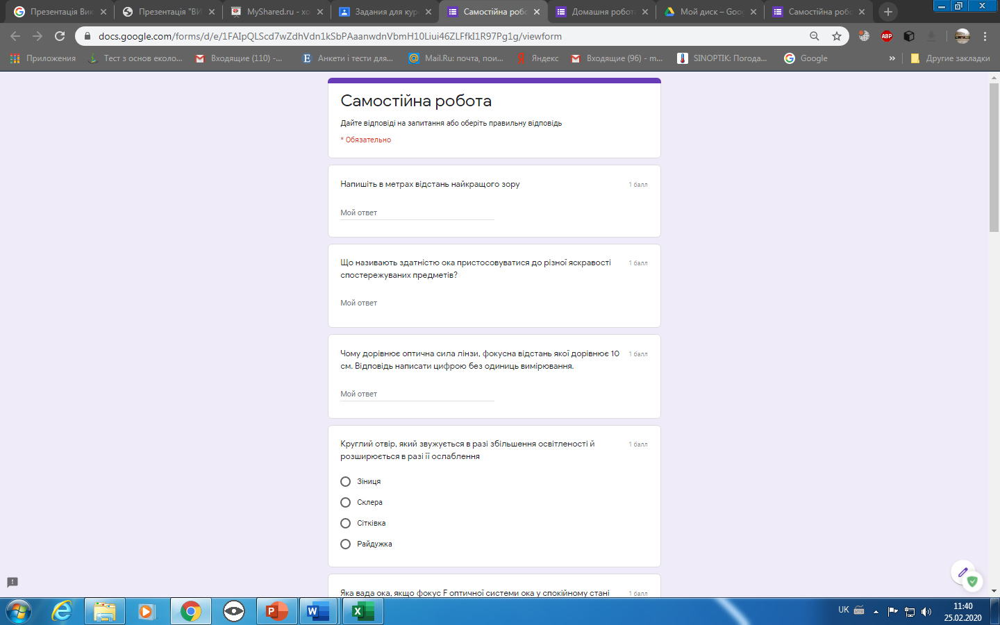 Презентація Вик
Презентація "ВИ
MyShared.ru - хо
Задания для кур
Самостійна робо
Домашня робота
Мой диск – Goo
Самостійна робо
docs.google.com/forms/d/e/1FAIpQLScd7wZdhVdn1kSbPAaanwdnVbmH10Liui46ZLFfkI1R97Pg1g/viewform
ABP
Приложения
Тест з основ еколо...
Входящие (110) -...
Анкети і тести для...
Mail.Ru: почта, пои...
Яндекс
Входящие (96) - m...
SINOPTIK: Погода...
Google
»
Другие закладки
Самостійна робота
Дайте відповіді на запитання або оберіть правильну відповідь
* Обязательно
Напишіть в метрах відстань найкращого зору
1 балл
Мой ответ
Що називають здатністю ока пристосовуватися до різної яскравості
1 балл
спостережуваних предметів?
Мой ответ
Чому дорівнює оптична сила лінзи, фокусна відстань якої дорівнює 10
1 балл
см. Відповідь написати цифрою без одиниць вимірювання.
Мой ответ
Круглий отвір, який звужується в разі збільшення освітленості й
1 балл
розширюється в разі її ослаблення
Зіниця
Склера
Сітківка
Райдужка
Яка вада ока, якщо фокус F оптичної системи ока у спокійному стані
1 балл
UK
11:40
25.02.2020